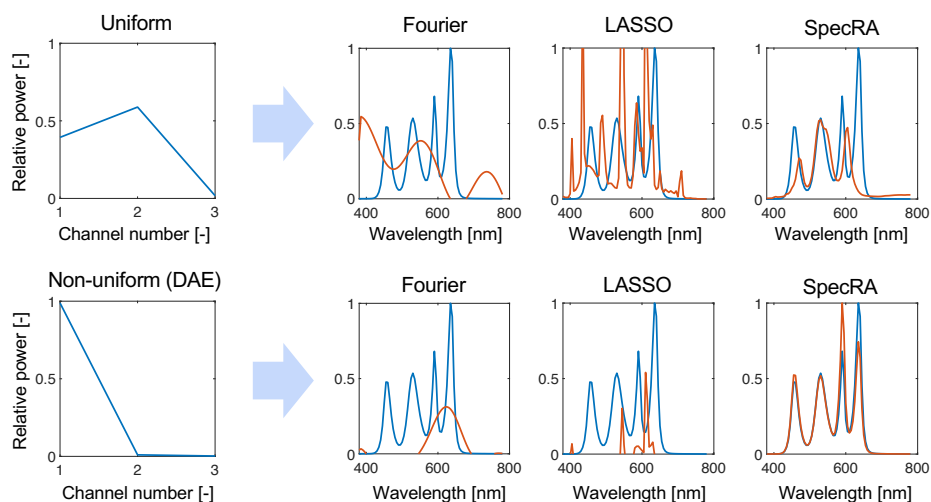 Uniform
Fourier
LASSO
SpecRA
Relative power [-]
1
0.5
0
1 2 3
Channel number [-]
1
0.5
0
400 600 800
Wavelength [nm]
1
0.5
0
400 600 800
Wavelength [nm]
1
0.5
0
400 600 800
Wavelength [nm]
Non-uniform (DAE)
Fourier
LASSO
SpecRA
Relative power [-]
1
0.5
0
1 2 3
Channel number [-]
1
0.5
0
400 600 800
Wavelength [nm]
1
0.5
0
400 600 800
Wavelength [nm]
1
0.5
0
400 600 800
Wavelength [nm]